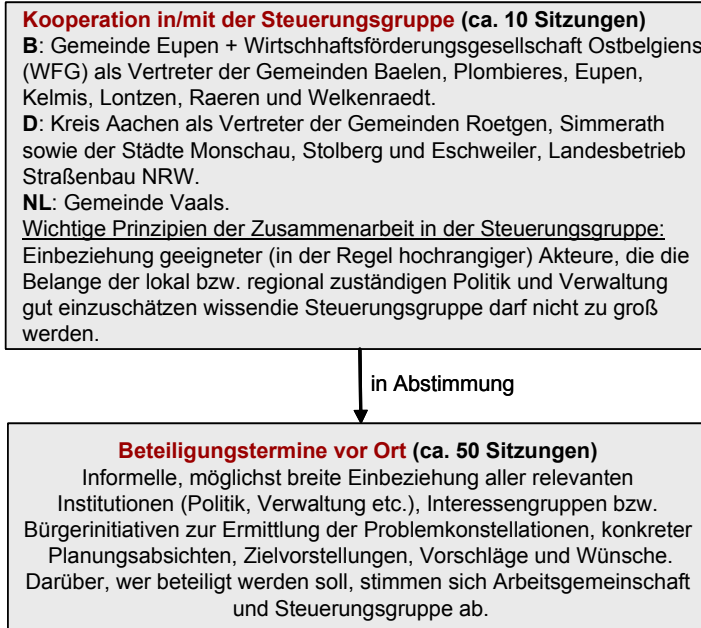 Kooperation in/mit der Steuerungsgruppe (ca. 10 Sitzungen)
B: Gemeinde Eupen + Wirtschhaftsförderungsgesellschaft Ostbelgiens
(WFG) als Vertreter der Gemeinden Baelen, Plombieres, Eupen,
Kelmis, Lontzen, Raeren und Welkenraedt.
D: Kreis Aachen als Vertreter der Gemeinden Roetgen, Simmerath
sowie der Städte Monschau, Stolberg und Eschweiler, Landesbetrieb
Straßenbau NRW.
NL: Gemeinde Vaals.
Wichtige Prinzipien der Zusammenarbeit in der Steuerungsgruppe:
Einbeziehung geeigneter (in der Regel hochrangiger) Akteure, die die
Belange der lokal bzw. regional zuständigen Politik und Verwaltung
gut einzuschätzen wissendie Steuerungsgruppe darf nicht zu groß
werden.
in Abstimmung
Beteiligungstermine vor Ort (ca. 50 Sitzungen)
Informelle, möglichst breite Einbeziehung aller relevanten
Institutionen (Politik, Verwaltung etc.), Interessengruppen bzw.
Bürgerinitiativen zur Ermittlung der Problemkonstellationen, konkreter
Planungsabsichten, Zielvorstellungen, Vorschläge und Wünsche.
Darüber, wer beteiligt werden soll, stimmen sich Arbeitsgemeinschaft
und Steuerungsgruppe ab.